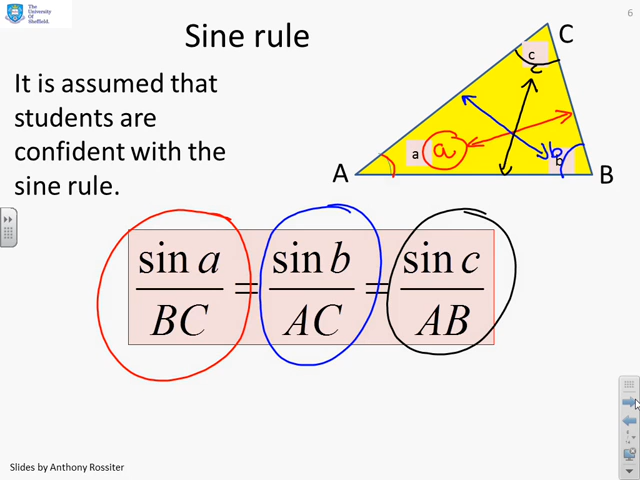 The
University
Of
Sheffield.
6
Sine rule
It is assumed that
students are
confident with the
sine rule.
C
c
c
a
a
b
b
A
B
sin a / BC = sin b / AC = sin c / AB
Slides by Anthony Rossiter